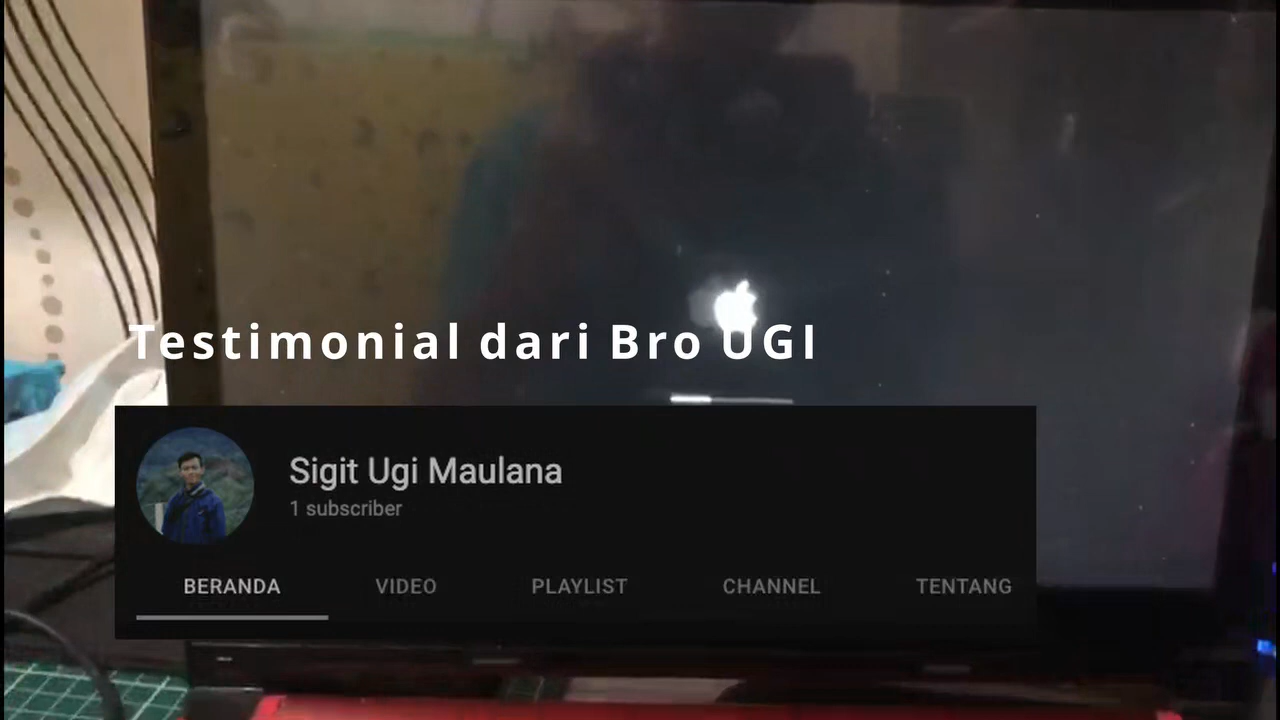 Testimonial dari Bro UGI
Sigit Ugi Maulana
1 subscriber
BERANDA VIDEO PLAYLIST CHANNEL TENTANG